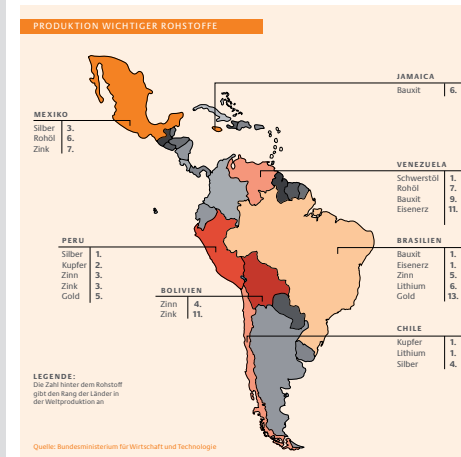 PRODUKTION WICHTIGER ROHSTOFFE
JAMAICA
Bauxit 6.
MEXIKO
Silber 3.
Rohöl 6.
Zink 7.
VENEZUELA
Schwerstöl 1.
Rohöl 7.
Bauxit 9.
Eisenerz 11.
PERU
Silber 1.
Kupfer 2.
Zinn 3.
Zink 3.
Gold 5.
BRASILIEN
Bauxit 1.
Eisenerz 1.
Zinn 5.
Lithium 6.
Gold 13.
BOLIVIEN
Zinn 4.
Zink 11.
CHILE
Kupfer 1.
Lithium 1.
Silber 4.
LEGENDE:
Die Zahl hinter dem Rohstoff
gibt den Rang der Länder in
der Weltproduktion an
Quelle: Bundesministerium für Wirtschaft und Technologie